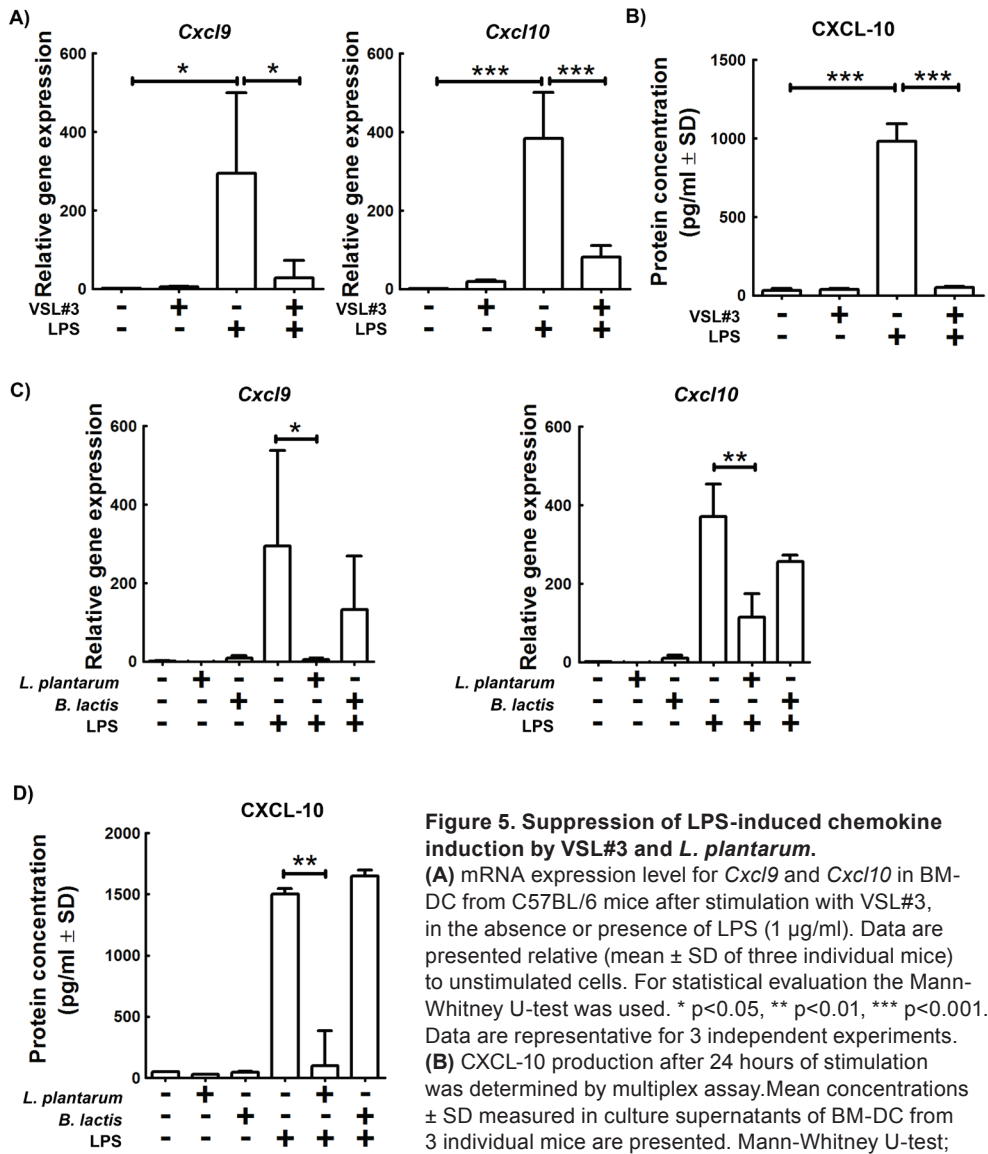 A)
Cxcl9
Relative gene expression
600
400
200
0
* *
VSL#3 - + - +
LPS - - + +
Cxcl10
Relative gene expression
600
400
200
0
*** ***
VSL#3 - + - +
LPS - - + +
B)
CXCL-10
Protein concentration
(pg/ml ± SD)
1500
1000
500
0
*** ***
VSL#3 - + - +
LPS - - + +
C)
Cxcl9
Relative gene expression
600
400
200
0
*
L. plantarum - + - - + -
B. lactis - - + - - +
LPS - - - + + +
Cxcl10
Relative gene expression
600
400
200
0
**
L. plantarum - + - - + -
B. lactis - - + - - +
LPS - - - + + +
D)
CXCL-10
Protein concentration
(pg/ml ± SD)
2000
1500
1000
500
0
**
L. plantarum - + - - + -
B. lactis - - + - - +
LPS - - - + + +
Figure 5. Suppression of LPS-induced chemokine
induction by VSL#3 and L. plantarum.
(A) mRNA expression level for Cxcl9 and Cxcl10 in BM-
DC from C57BL/6 mice after stimulation with VSL#3,
in the absence or presence of LPS (1 µg/ml). Data are
presented relative (mean ± SD of three individual mice)
to unstimulated cells. For statistical evaluation the Mann-
Whitney U-test was used. * p<0.05, ** p<0.01, *** p<0.001.
Data are representative for 3 independent experiments.
(B) CXCL-10 production after 24 hours of stimulation
was determined by multiplex assay.Mean concentrations
± SD measured in culture supernatants of BM-DC from
3 individual mice are presented. Mann-Whitney U-test;